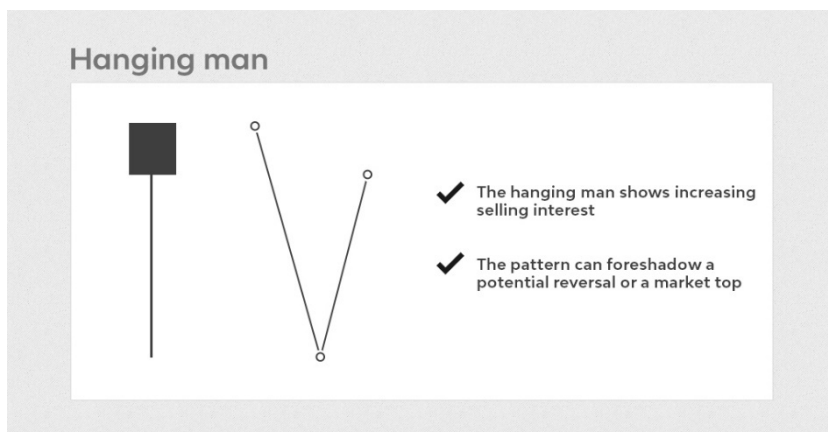 Hanging man
The hanging man shows increasing
selling interest
The pattern can foreshadow a
potential reversal or a market top